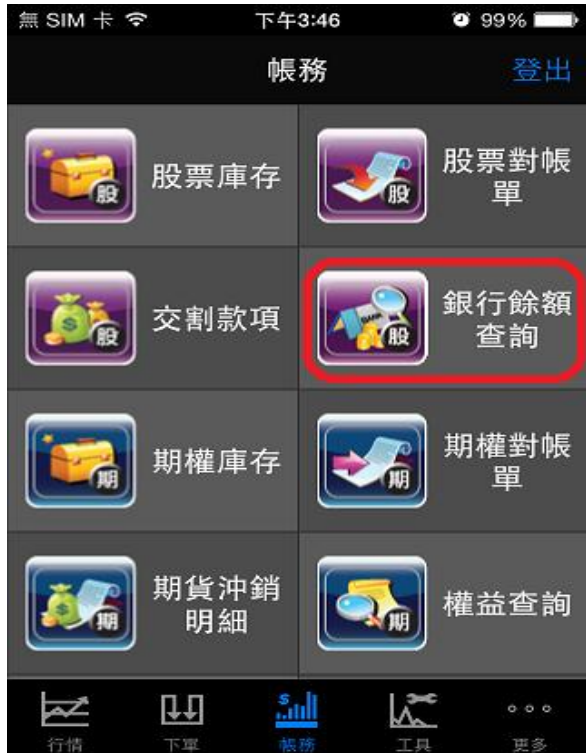 無 SIM 卡 下午3:46 99%
帳務 登出
股票庫存
股
股票對帳
單
股
交割款項
股
銀行餘額
查詢
BANK
股
期權庫存
期
期權對帳
單
期
期貨沖銷
明細
期
權益查詢
期
行情 下單 帳務 工具 更多